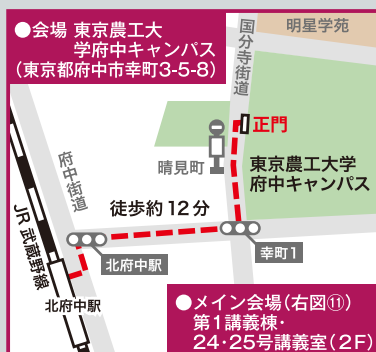 ●会場 東京農工大
学府中キャンパス
(東京都府中市幸町3-5-8)
国分寺街道
明星学苑
正門
晴見町
東京農工大学
府中キャンパス
府中街道
徒歩約12分
JR武蔵野線
北府中駅
幸町1
北府中駅
●メイン会場(右図⑪)
第1講義棟・
24・25号講義室(2F)